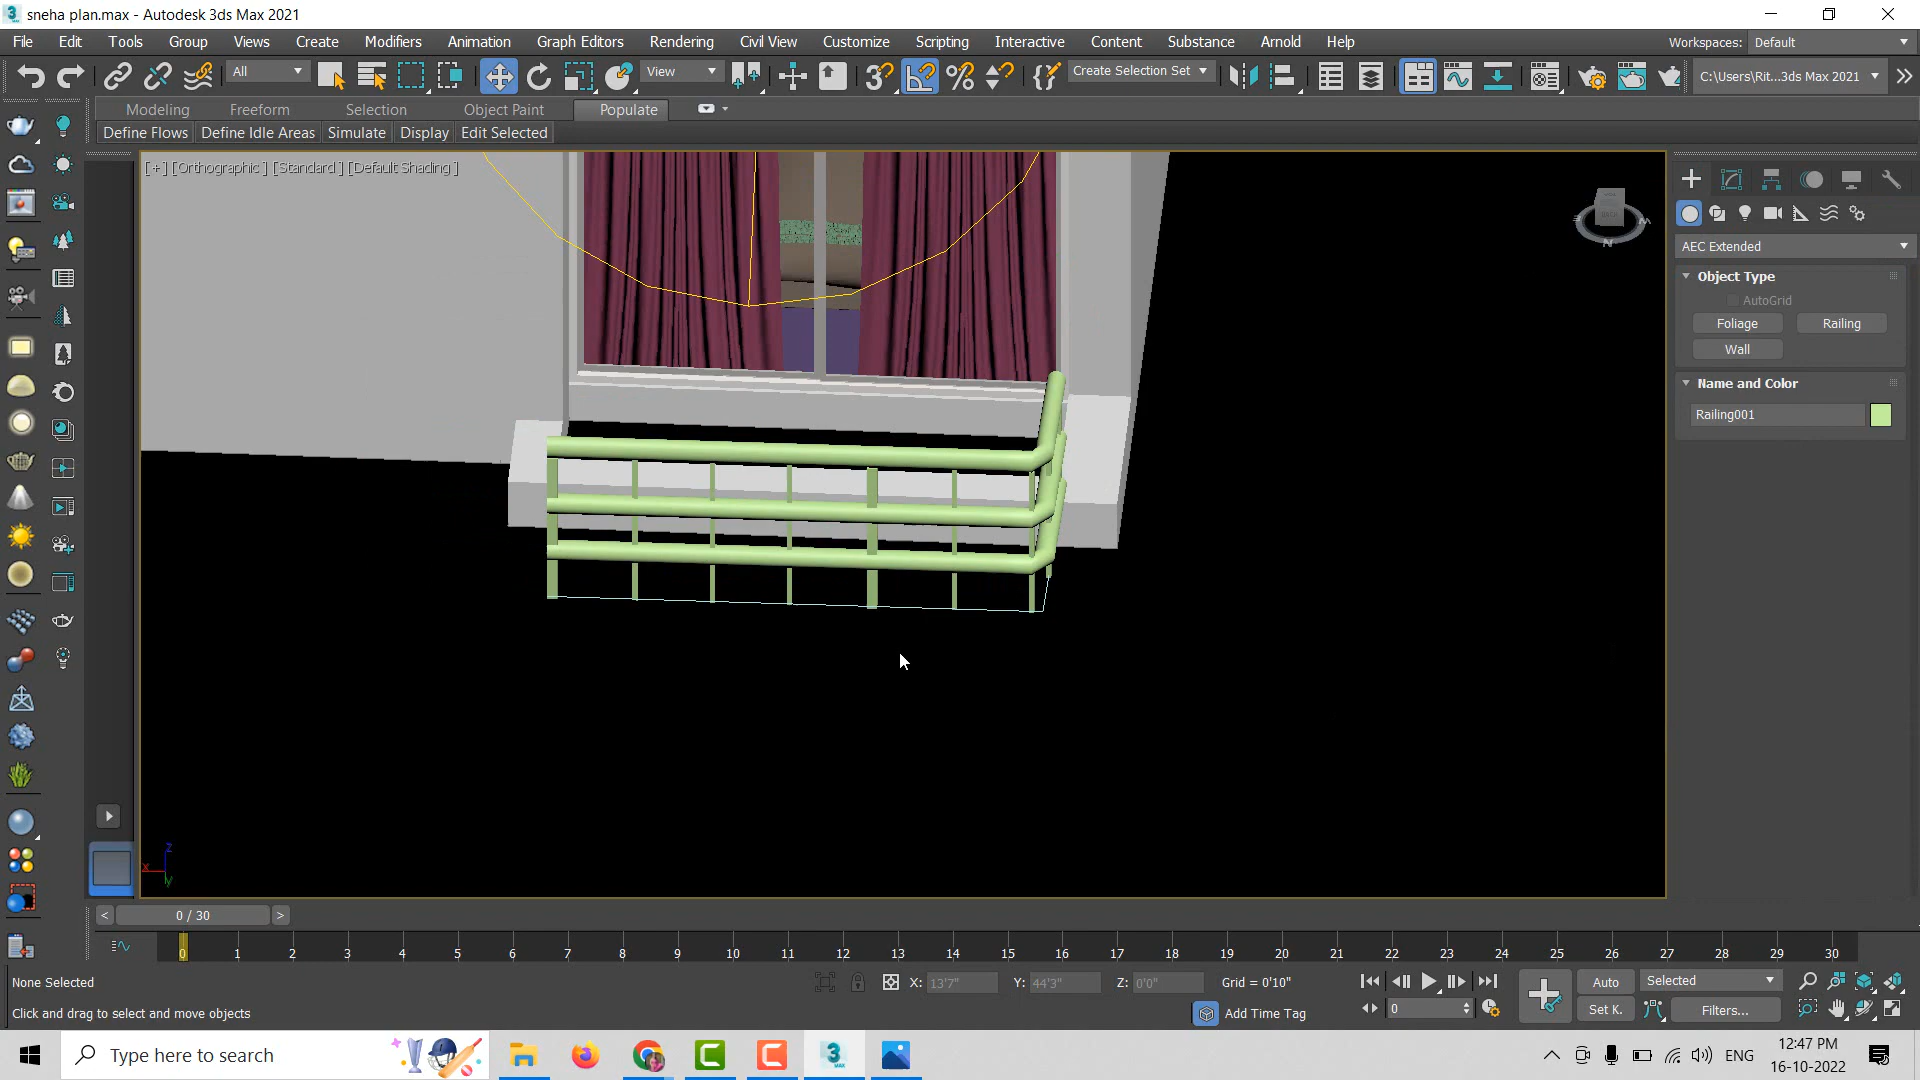 sneha plan.max - Autodesk 3ds Max 2021
File Edit Tools Group Views Create Modifiers Animation Graph Editors Rendering Civil View Customize Scripting Interactive Content Substance Arnold Help Workspaces: Default
All View Create Selection Set C:\Users\Rit...3ds Max 2021
Modeling Freeform Selection Object Paint Populate
Define Flows Define Idle Areas Simulate Display Edit Selected
[+] [Orthographic ] [Standard ] [Default Shading ]
AEC Extended
Object Type
AutoGrid
Foliage Railing
Wall
Name and Color
Railing001
z
x
y
< 0 / 30 >
0 1 2 3 4 5 6 7 8 9 10 11 12 13 14 15 16 17 18 19 20 21 22 23 24 25 26 27 28 29 30
None Selected X: 13'7" Y: 44'3" Z: 0'0" Grid = 0'10" Auto Selected
Click and drag to select and move objects Add Time Tag 0 Set K. Filters...
Type here to search
ENG
12:47 PM
16-10-2022